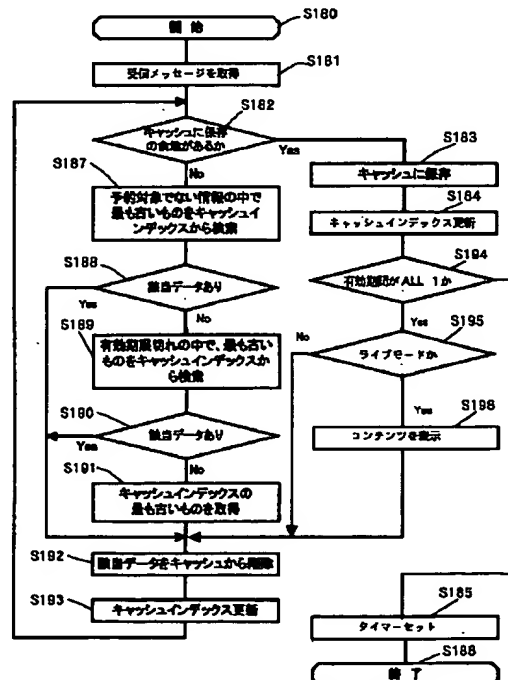 S180
開 始
S181
受信メッセージを取得
S182
キャッシュに保存
の余地があるか
Yes
No
S183
キャッシュに保存
S184
キャッシュインデックス更新
S187
予約対象でない情報の中で
最も古いものをキャッシュイ
ンデックスから検索
S188
該当データあり
Yes
No
S194
有効期間がALL 1か
Yes
S195
ライブモードか
No
Yes
S189
有効期限切れの中で、最も古い
ものをキャッシュインデックスか
ら検索
S190
該当データあり
Yes
No
S198
コンテンツを表示
S191
キャッシュインデックスの
最も古いものを取得
S192
該当データをキャッシュから削除
S193
キャッシュインデックス更新
S185
タイマーセット
S188
終 了